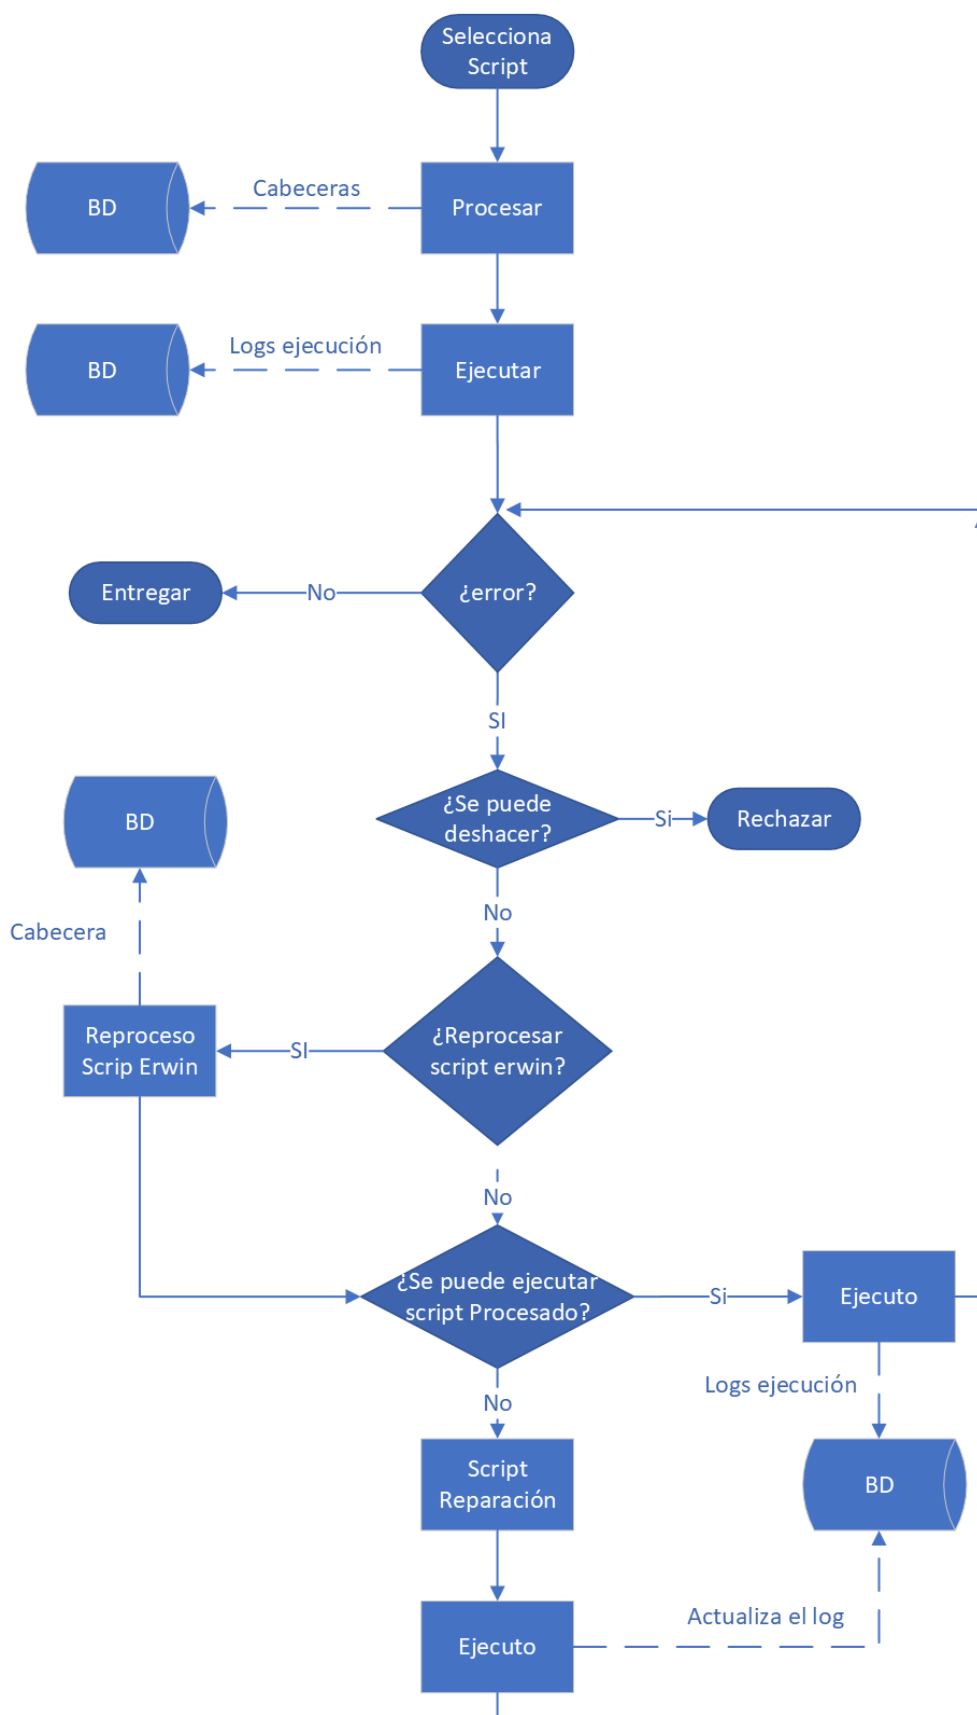 Selecciona
Script
Cabeceras
BD
Procesar
Logs ejecución
BD
Ejecutar
Entregar
No
¿error?
SI
BD
¿Se puede
deshacer?
Si
Rechazar
No
Cabecera
Reproceso
Scrip Erwin
SI
¿Reprocesar
script erwin?
No
¿Se puede ejecutar
script Procesado?
Si
Ejecuto
Logs ejecución
No
Script
Reparación
BD
Actualiza el log
Ejecuto